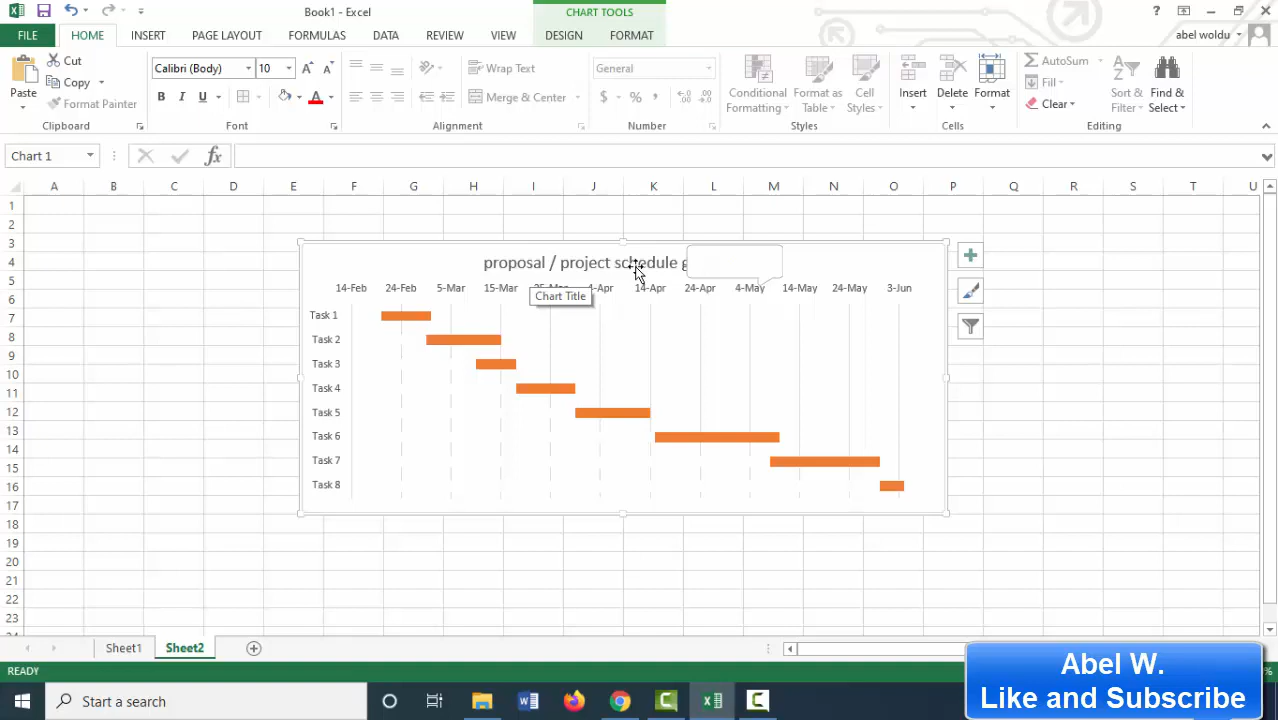 Book1 - Excel
CHART TOOLS
?
FILE
HOME
INSERT
PAGE LAYOUT
FORMULAS
DATA
REVIEW
VIEW
DESIGN
FORMAT
abel woldu
Paste
Cut
Copy
Format Painter
Clipboard
Calibri (Body)
10
B I U
A
Font
Wrap Text
Merge & Center
Alignment
General
$ % ,
Number
Conditional
Formatting
Format as
Table
Cell
Styles
Styles
Insert
Delete
Format
Cells
AutoSum
Fill
Clear
Sort &
Filter
Find &
Select
Editing
Chart 1
fx
A B C D E F G H I J K L M N O P Q R S T U
1
2
3
4
5
6
7
8
9
10
11
12
13
14
15
16
17
18
19
20
21
22
23
proposal / project schedule g
14-Feb 24-Feb 5-Mar 15-Mar 25-Mar 4-Apr 14-Apr 24-Apr 4-May 14-May 24-May 3-Jun
Chart Title
Task 1
Task 2
Task 3
Task 4
Task 5
Task 6
Task 7
Task 8
Sheet1
Sheet2
READY
%
Start a search
Abel W.
Like and Subscribe